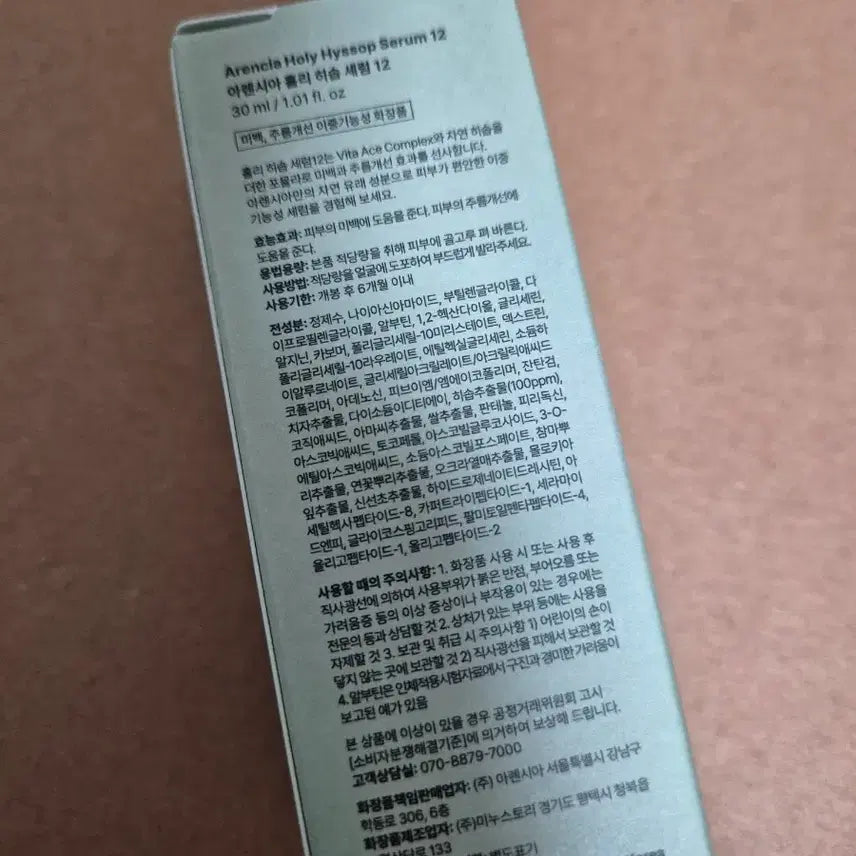 Arencia Holy Hyssop Serum 12
아렌시아 홀리 히솝 세럼 12
30 ml / 1.01 fl. oz
미백, 주름개선 이중기능성 화장품
홀리 히솝 세럼12는 Vita Ace Complex와 자연 히솝을
더한 포뮬라로 미백과 주름개선 효과를 선사합니다.
아렌시아만의 자연 유래 성분으로 피부가 편안한 이중
기능성 세럼을 경험해 보세요.
효능효과: 피부의 미백에 도움을 준다. 피부의 주름개선에
도움을 준다.
용법용량: 본품 적당량을 취해 피부에 골고루 펴 바른다.
사용방법: 적당량을 얼굴에 도포하여 부드럽게 발라주세요.
사용기한: 개봉 후 6개월 이내
전성분: 정제수, 나이아신아마이드, 부틸렌글라이콜, 다
이프로필렌글라이콜, 알부틴, 1,2-헥산다이올, 글리세린,
알지닌, 카보머, 폴리글리세릴-10미리스테이트, 덱스트린,
폴리글리세릴-10라우레이트, 에틸헥실글리세린, 소듐하
이알루로네이트, 글리세릴아크릴레이트/아크릴릭애씨드
코폴리머, 아데노신, 피브이엠/엠에이코폴리머, 잔탄검,
치자추출물, 다이소듐이디티에이, 히솝추출물(100ppm),
코직애씨드, 아마씨추출물, 쌀추출물, 판테놀, 피리독신,
아스코빅애씨드, 토코페롤, 아스코빌글루코사이드, 3-O-
에틸아스코빅애씨드, 소듐아스코빌포스페이트, 참마뿌
리추출물, 연꽃뿌리추출물, 오크라열매추출물, 몰로키아
잎추출물, 신선초추출물, 하이드로제네이티드레시틴, 아
세틸헥사펩타이드-8, 카퍼트라이펩타이드-1, 세라마이
드엔피, 글라이코스핑고리피드, 팔미토일펜타펩타이드-4,
올리고펩타이드-1, 올리고펩타이드-2
사용할 때의 주의사항: 1. 화장품 사용 시 또는 사용 후
직사광선에 의하여 사용부위가 붉은 반점, 부어오름 또는
가려움증 등의 이상 증상이나 부작용이 있는 경우에는
전문의 등과 상담할 것 2. 상처가 있는 부위 등에는 사용을
자제할 것 3. 보관 및 취급 시 주의사항 1) 어린이의 손이
닿지 않는 곳에 보관할 것 2) 직사광선을 피해서 보관할 것
4. 알부틴은 인체적용시험자료에서 구진과 경미한 가려움이
보고된 예가 있음
본 상품에 이상이 있을 경우 공정거래위원회 고시
[소비자분쟁해결기준]에 의거하여 보상해 드립니다.
고객상담실: 070-8879-7000
화장품책임판매업자: (주) 아렌시아 서울특별시 강남구
학동로 306, 6층
화장품제조업자: (주)미누스토리 경기도 평택시 청북읍
133
별도표기